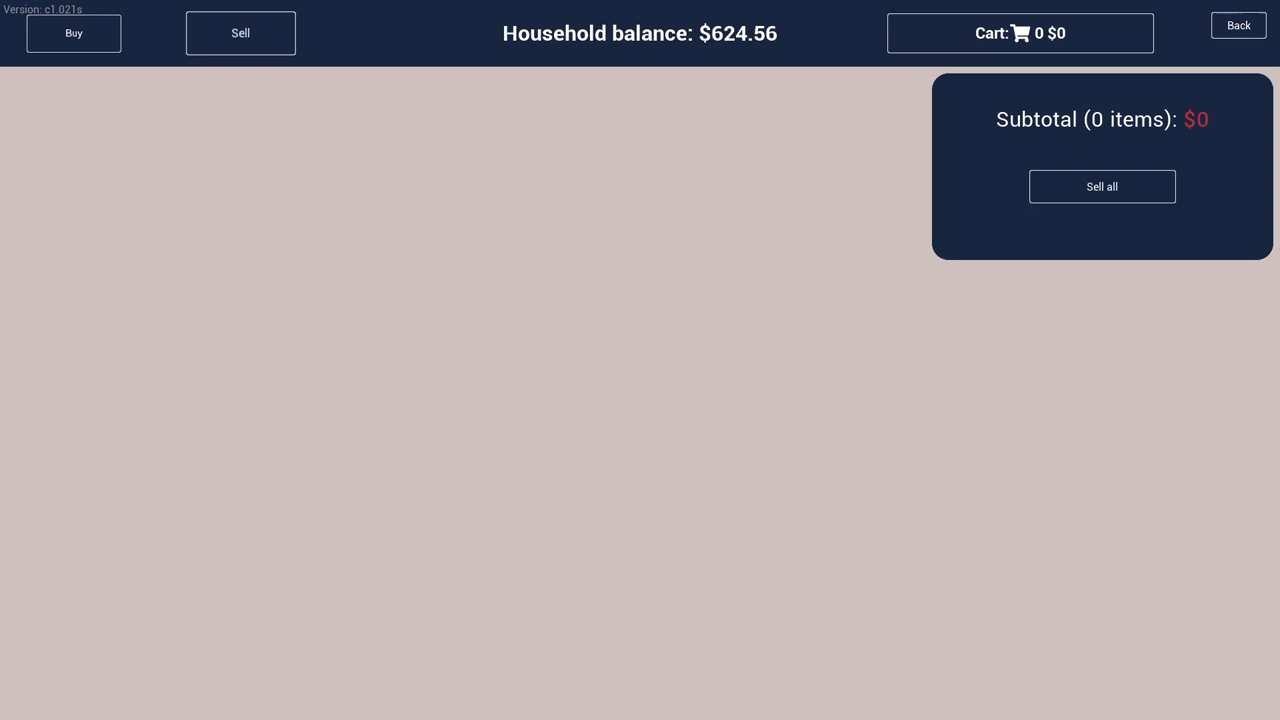 Version: c1.021s
Buy
Sell
Household balance: $624.56
Cart: 0 $0
Back
Subtotal (0 items): $0
Sell all